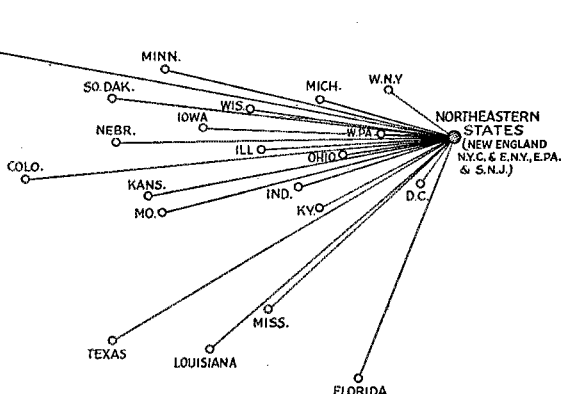 MINN.
W.N.Y
SO.DAK.
MICH.
WIS.
IOWA
NORTHEASTERN
STATES
(NEW ENGLAND
N.Y.C. & E.N.Y., E.PA.
& S.N.J.)
NEBR.
W.PA.
ILL
OHIO
COLO.
KANS.
IND.
D.C.
MO.
KY.
MISS.
TEXAS
LOUISIANA
FLORIDA